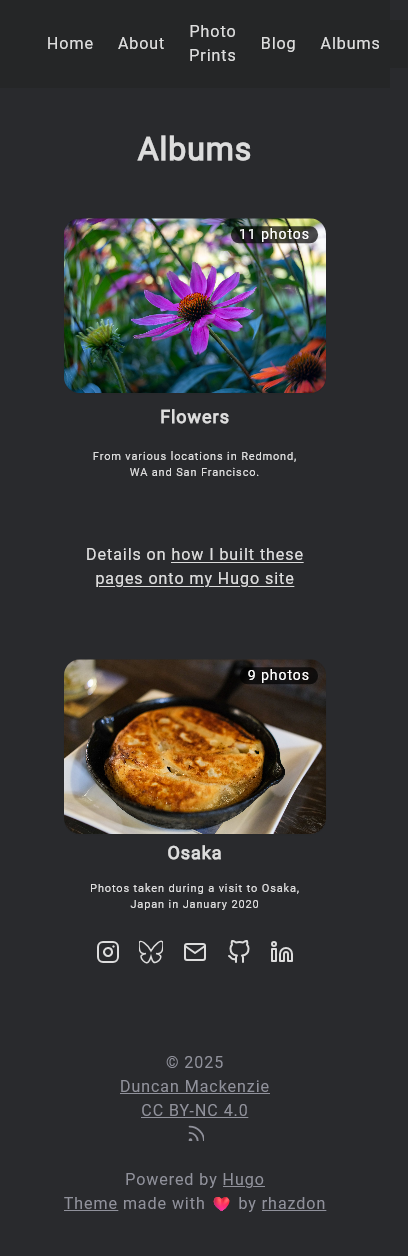 Home About Photo Prints Blog Albums
Albums
11 photos
Flowers
From various locations in Redmond,
WA and San Francisco.
Details on how I built these
pages onto my Hugo site
9 photos
Osaka
Photos taken during a visit to Osaka,
Japan in January 2020
© 2025
Duncan Mackenzie
CC BY-NC 4.0
Powered by Hugo
Theme made with ❤️ by rhazdon